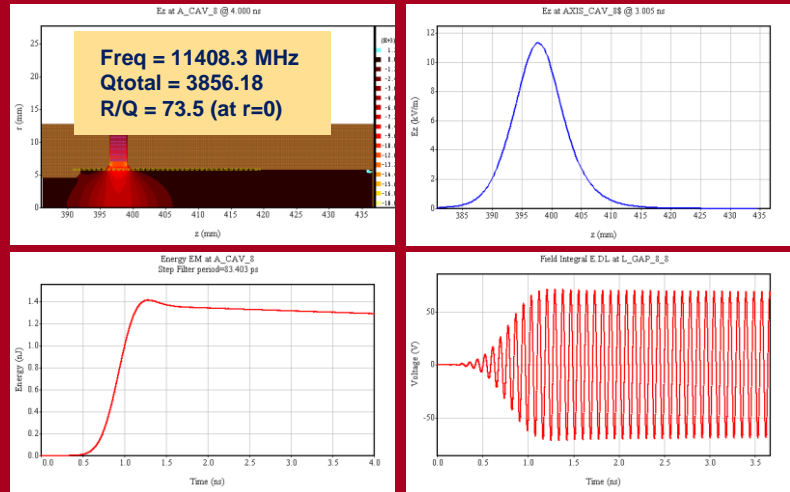 Ez at A_CAV_8 @ 4.000 ns
Freq = 11408.3 MHz
Qtotal = 3856.18
R/Q = 73.5 (at r=0)
r (mm)
25
20
15
10
5
0
390 395 400 405 410 415 420 425 430 435
z (mm)
Ez at AXIS_CAV_8$ @ 3.005 ns
Ez (kV/m)
12
10
8
6
4
2
0
385 390 395 400 405 410 415 420 425 430 435
z (mm)
Energy EM at A_CAV_8
Step Filter period=83.403 ps
Energy (nJ)
1.4
1.2
1.0
0.8
0.6
0.4
0.2
0.0
0.0 0.5 1.0 1.5 2.0 2.5 3.0 3.5 4.0
Time (ns)
Field Integral E.DL at L_GAP_8_8
Voltage (V)
50
0
-50
0.0 0.5 1.0 1.5 2.0 2.5 3.0 3.5
Time (ns)